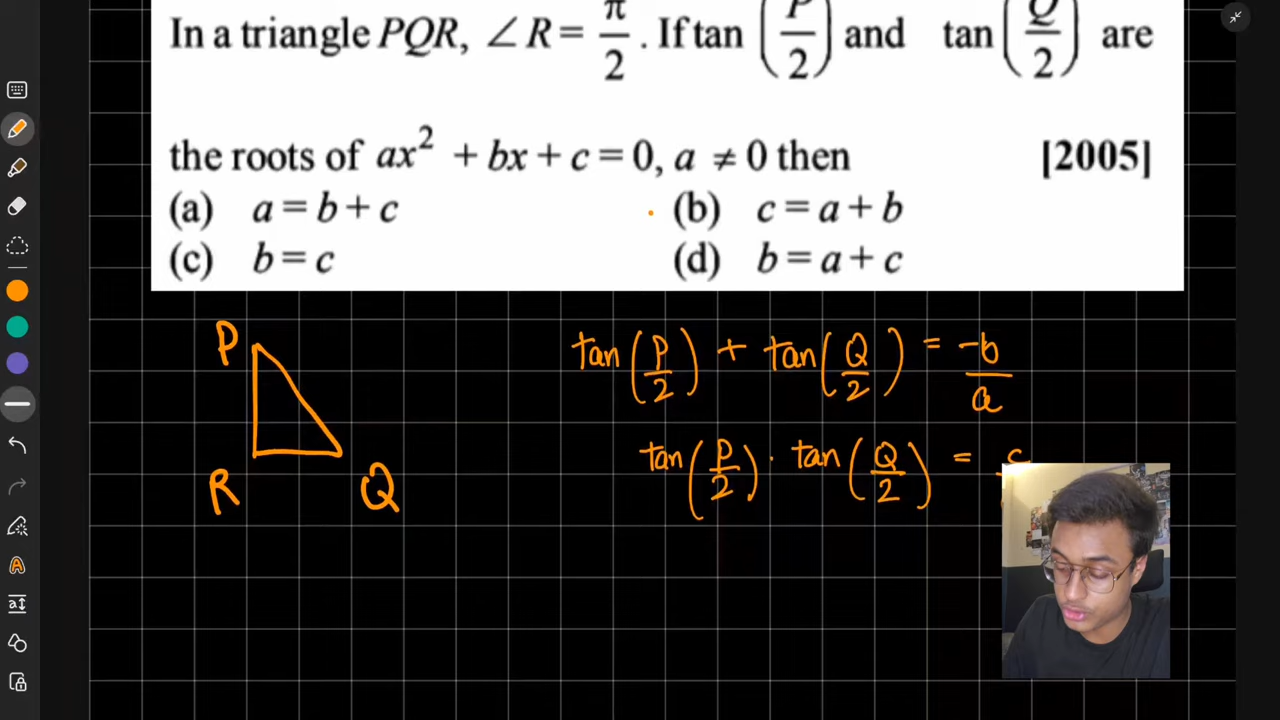 In a triangle PQR, ∠R = π/2 . If tan (P/2) and tan (Q/2) are
the roots of ax² + bx + c = 0, a ≠ 0 then [2005]
(a) a = b + c (b) c = a + b
(c) b = c (d) b = a + c
P
R Q
tan(P/2) + tan(Q/2) = -b/a
tan(P/2) · tan(Q/2) =